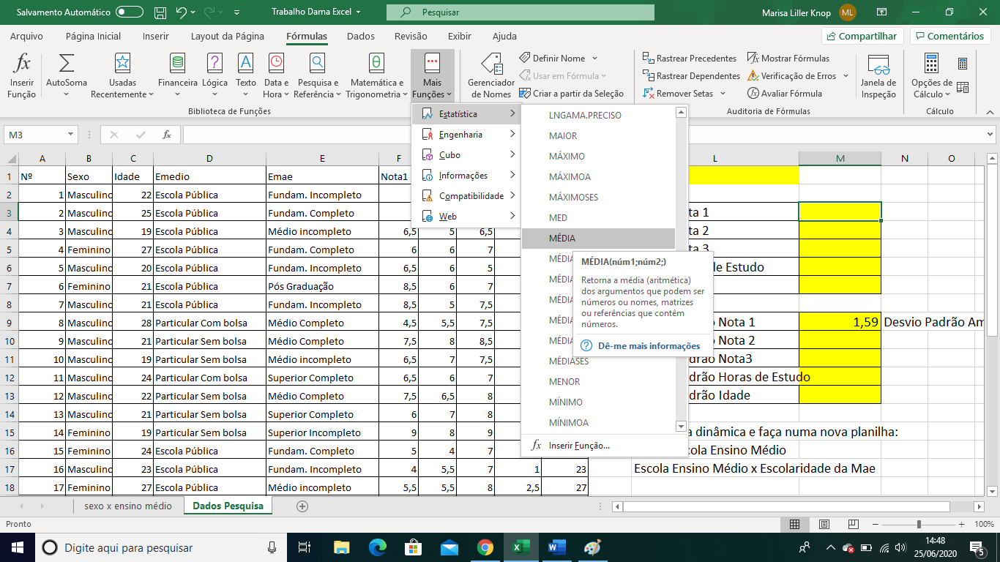 Salvamento Automático
Trabalho Dama Excel
Pesquisar
Marisa Liller Knop
ML
Arquivo Página Inicial Inserir Layout da Página Fórmulas Dados Revisão Exibir Ajuda
Compartilhar
Comentários
Inserir Função
AutoSoma
Usadas Recentemente
Financeira
Lógica
Texto
Data e Hora
Pesquisa e Referência
Matemática e Trigonometria
Mais Funções
Biblioteca de Funções
Gerenciador de Nomes
Definir Nome
Usar em Fórmula
Criar a partir da Seleção
Rastrear Precedentes
Rastrear Dependentes
Remover Setas
Mostrar Fórmulas
Verificação de Erros
Avaliar Fórmula
Auditoria de Fórmulas
Janela de Inspeção
Opções de Cálculo
Cálculo
M3
fx
Estatística
Engenharia
Cubo
Informações
Compatibilidade
Web
LNGAMA.PRECISO
MAIOR
MÁXIMO
MÁXIMOA
MÁXIMOSES
MED
MÉDIA
MÉDIA
MÉDIA
MÉDIA
MÉDIA
MÉDIA
MÉDIASES
MENOR
MÍNIMO
MÍNIMOA
fx Inserir Função...
MÉDIA(núm1;núm2;)
Retorna a média (aritmética)
dos argumentos que podem ser
números ou nomes, matrizes
ou referências que contêm
números.
Dê-me mais informações
A B C D E F L M N O
1 Nº Sexo Idade Emedio Emae Nota1
2 1 Masculino 22 Escola Pública Fundam. Incompleto
3 2 Masculino 25 Escola Pública Fundam. Completo ta 1
4 3 Masculino 19 Escola Pública Médio incompleto 6,5 5 6,5 ta 2
5 4 Feminino 27 Escola Pública Fundam. Completo 6 6 7 ta 3
6 5 Masculino 20 Escola Pública Fundam. Incompleto 6,5 6 5 de Estudo
7 6 Feminino 21 Escola Pública Pós Graduação 8,5 6 7
8 7 Masculino 21 Escola Pública Fundam. Incompleto 8,5 5 7,5
9 8 Masculino 28 Particular Com bolsa Médio Completo 4,5 5,5 7,5 o Nota 1 1,59 Desvio Padrão Am
10 9 Masculino 21 Particular Sem bolsa Médio Completo 7,5 8 8,5 o Nota 2
11 10 Masculino 19 Particular Sem bolsa Médio incompleto 6,5 7 7,5 drão Nota3
12 11 Masculino 24 Particular Com bolsa Superior Completo 6,5 6 7 drão Horas de Estudo
13 12 Masculino 22 Particular Sem bolsa Médio Completo 7,5 6,5 8 drão Idade
14 13 Masculino 21 Particular Sem bolsa Superior Completo 6 7 8
15 14 Feminino 19 Particular Sem bolsa Superior Incompleto 9 8 9 a dinâmica e faça numa nova planilha:
16 15 Feminino 24 Escola Pública Fundam. Completo 5 4 7 cola Ensino Médio
17 16 Masculino 23 Escola Pública Fundam. Incompleto 4 5,5 7 1 23 Escola Ensino Médio x Escolaridade da Mae
18 17 Feminino 27 Escola Pública Médio incompleto 5,5 5,5 8 2,5 27
sexo x ensino médio
Dados Pesquisa
Pronto
100%
Digite aqui para pesquisar
14:48
25/06/2020
5